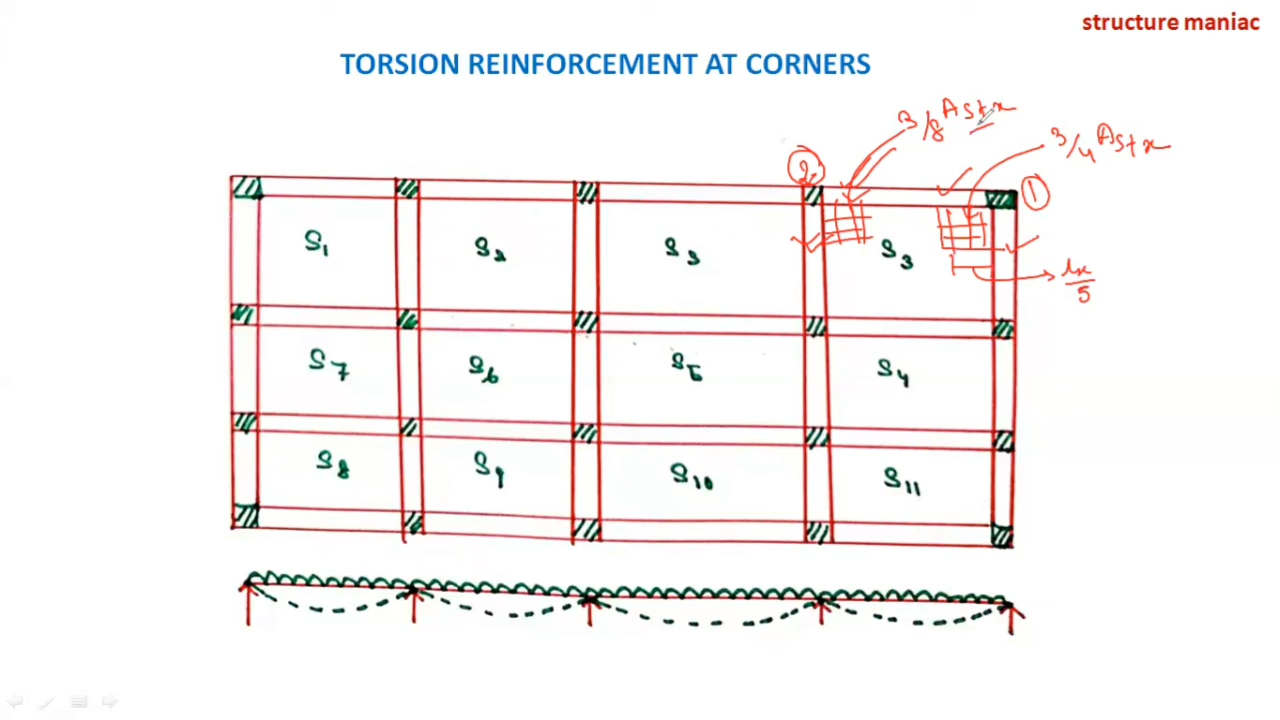 structure maniac
TORSION REINFORCEMENT AT CORNERS
3/8 Astx
3/4 Astx
2
1
S1 S2 S3 S3
lx/5
S7 S6 S5 S4
S8 S9 S10 S11